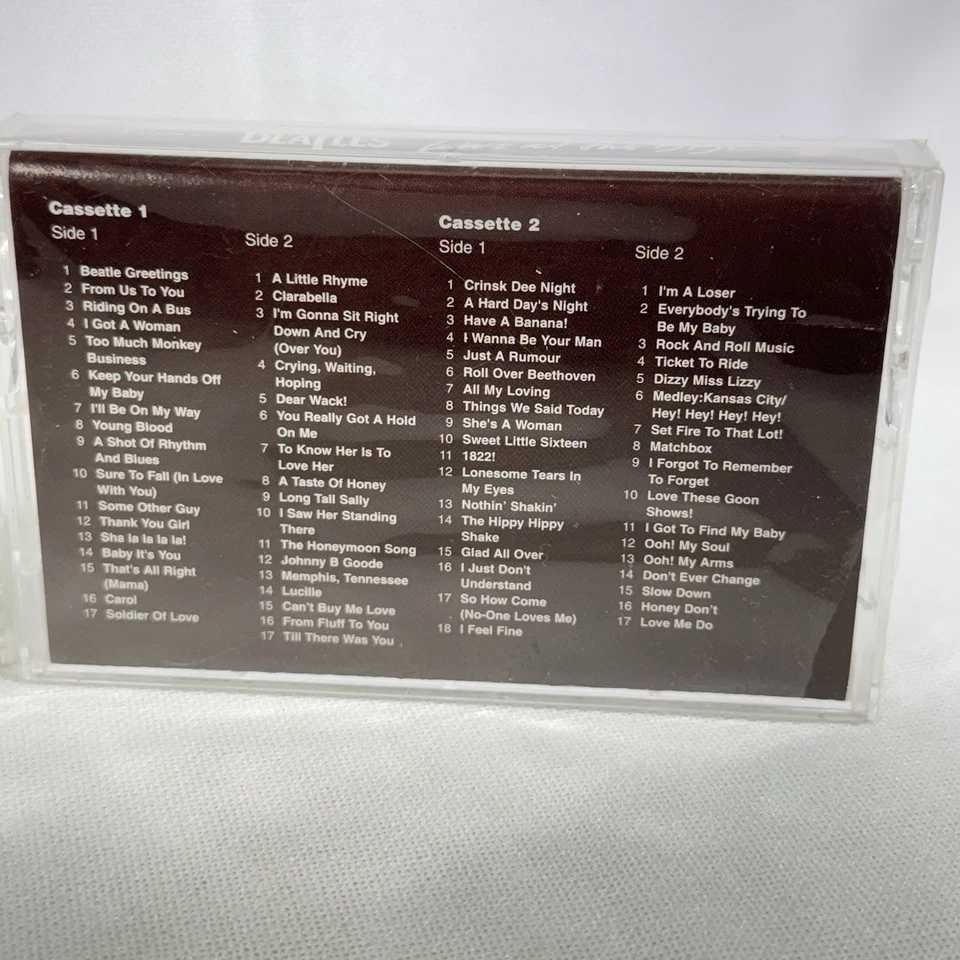 BEATLES Live at the BBC
Cassette 1
Side 1
1 Beatle Greetings
2 From Us To You
3 Riding On A Bus
4 I Got A Woman
5 Too Much Monkey
Business
6 Keep Your Hands Off
My Baby
7 I'll Be On My Way
8 Young Blood
9 A Shot Of Rhythm
And Blues
10 Sure To Fall (In Love
With You)
11 Some Other Guy
12 Thank You Girl
13 Sha la la la la!
14 Baby It's You
15 That's All Right
(Mama)
16 Carol
17 Soldier Of Love
Side 2
1 A Little Rhyme
2 Clarabella
3 I'm Gonna Sit Right
Down And Cry
(Over You)
4 Crying, Waiting,
Hoping
5 Dear Wack!
6 You Really Got A Hold
On Me
7 To Know Her Is To
Love Her
8 A Taste Of Honey
9 Long Tall Sally
10 I Saw Her Standing
There
11 The Honeymoon Song
12 Johnny B Goode
13 Memphis, Tennessee
14 Lucille
15 Can't Buy Me Love
16 From Fluff To You
17 Till There Was You
Cassette 2
Side 1
1 Crinsk Dee Night
2 A Hard Day's Night
3 Have A Banana!
4 I Wanna Be Your Man
5 Just A Rumour
6 Roll Over Beethoven
7 All My Loving
8 Things We Said Today
9 She's A Woman
10 Sweet Little Sixteen
11 1822!
12 Lonesome Tears In
My Eyes
13 Nothin' Shakin'
14 The Hippy Hippy
Shake
15 Glad All Over
16 I Just Don't
Understand
17 So How Come
(No-One Loves Me)
18 I Feel Fine
Side 2
1 I'm A Loser
2 Everybody's Trying To
Be My Baby
3 Rock And Roll Music
4 Ticket To Ride
5 Dizzy Miss Lizzy
6 Medley:Kansas City/
Hey! Hey! Hey! Hey!
7 Set Fire To That Lot!
8 Matchbox
9 I Forgot To Remember
To Forget
10 Love These Goon
Shows!
11 I Got To Find My Baby
12 Ooh! My Soul
13 Ooh! My Arms
14 Don't Ever Change
15 Slow Down
16 Honey Don't
17 Love Me Do